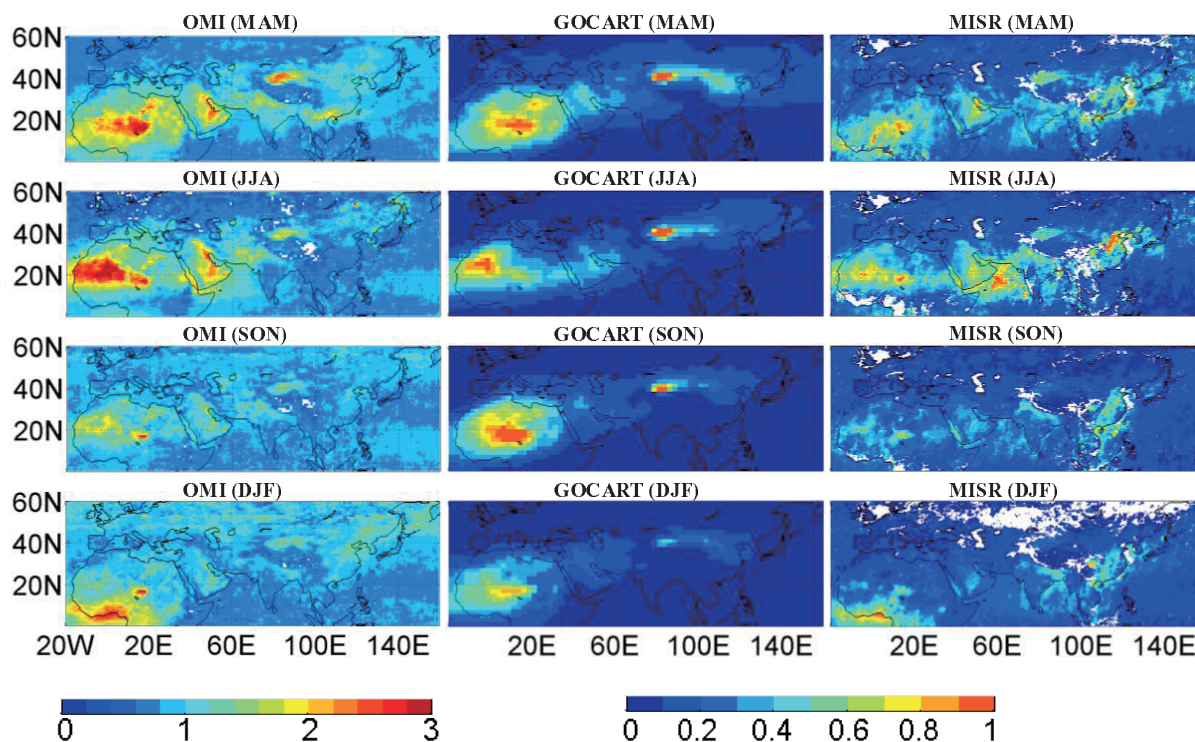 OMI (MAM) GOCART (MAM) MISR (MAM)
60N
40N
20N
OMI (JJA) GOCART (JJA) MISR (JJA)
60N
40N
20N
OMI (SON) GOCART (SON) MISR (SON)
60N
40N
20N
OMI (DJF) GOCART (DJF) MISR (DJF)
60N
40N
20N
20W 20E 60E 100E 140E 20E 60E 100E 140E 20E 60E 100E 140E
0 1 2 3 0 0.2 0.4 0.6 0.8 1